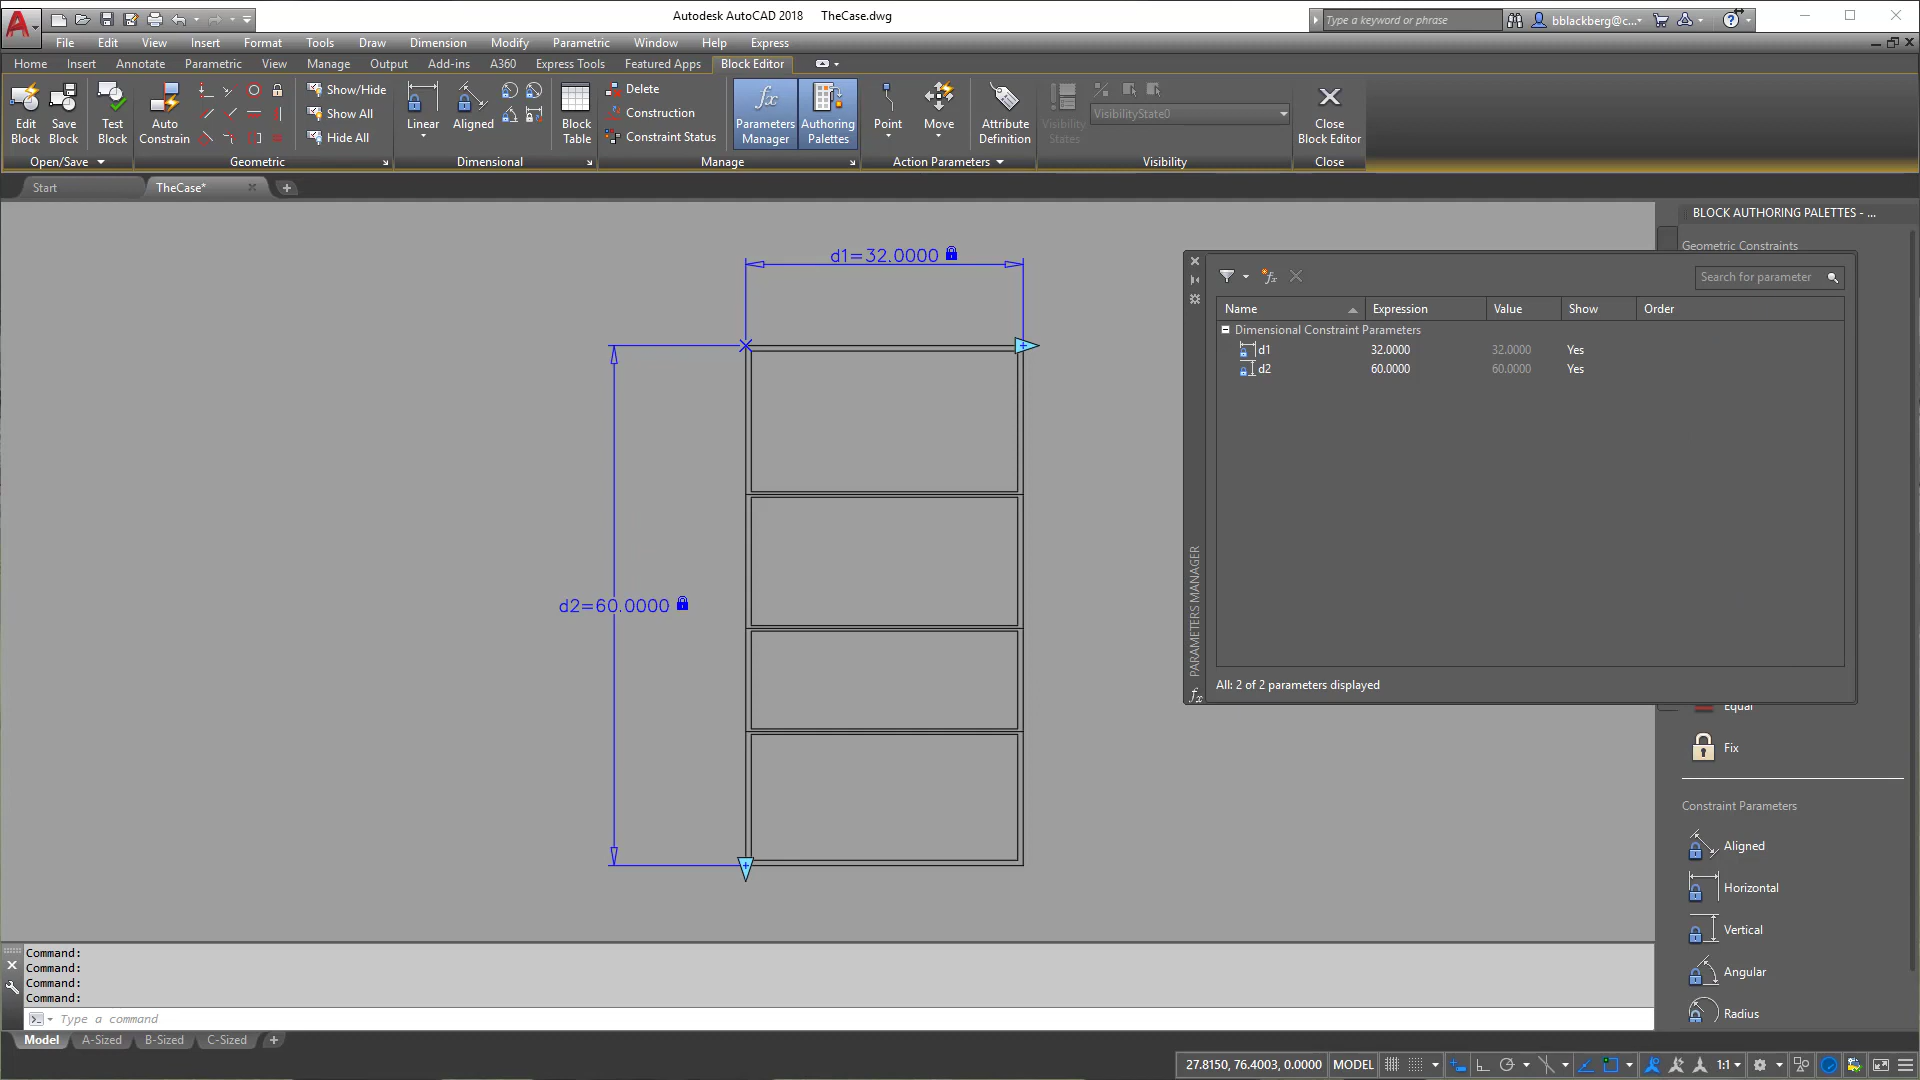 Autodesk AutoCAD 2018 TheCase.dwg
Type a keyword or phrase
bblackberg@c...
File Edit View Insert Format Tools Draw Dimension Modify Parametric Window Help Express
Home Insert Annotate Parametric View Manage Output Add-ins A360 Express Tools Featured Apps Block Editor
Edit Block
Save Block
Test Block
Auto Constrain
Show/Hide
Show All
Hide All
Linear
Aligned
Block Table
Delete
Construction
Constraint Status
Parameters Manager
Authoring Palettes
Point
Move
Attribute Definition
Visibility States
VisibilityState0
Close Block Editor
Open/Save
Geometric
Dimensional
Manage
Action Parameters
Visibility
Close
Start
TheCase*
d1=32.0000
d2=60.0000
BLOCK AUTHORING PALETTES - ...
Geometric Constraints
Search for parameter
Name Expression Value Show Order
Dimensional Constraint Parameters
d1 32.0000 32.0000 Yes
d2 60.0000 60.0000 Yes
PARAMETERS MANAGER
All: 2 of 2 parameters displayed
Equal
Fix
Constraint Parameters
Aligned
Horizontal
Vertical
Angular
Radius
Command:
Command:
Command:
Command:
Type a command
Model A-Sized B-Sized C-Sized
27.8150, 76.4003, 0.0000 MODEL 1:1